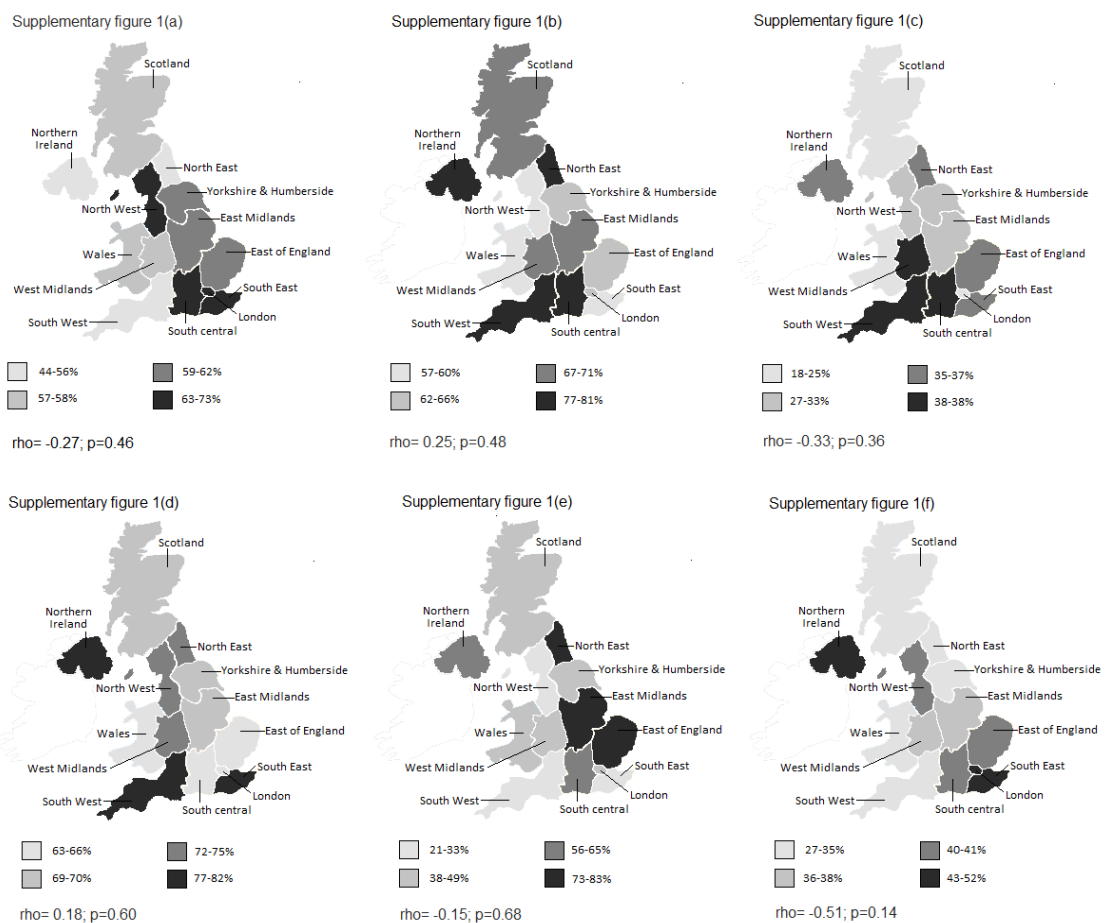 Supplementary figure 1(a)
Scotland
Northern
Ireland
North East
Yorkshire & Humberside
North West
East Midlands
Wales
East of England
West Midlands
South East
London
South West
South central
44-56%
59-62%
57-58%
63-73%
rho= -0.27; p=0.46
Supplementary figure 1(b)
Scotland
Northern
Ireland
North East
Yorkshire & Humberside
North West
East Midlands
Wales
East of England
West Midlands
South East
London
South West
South central
57-60%
67-71%
62-66%
77-81%
rho= 0.25; p=0.48
Supplementary figure 1(c)
Scotland
Northern
Ireland
North East
Yorkshire & Humberside
North West
East Midlands
Wales
East of England
West Midlands
South East
London
South West
South central
18-25%
35-37%
27-33%
38-38%
rho= -0.33; p=0.36
Supplementary figure 1(d)
Scotland
Northern
Ireland
North East
Yorkshire & Humberside
North West
East Midlands
Wales
East of England
West Midlands
South East
London
South West
South central
63-66%
72-75%
69-70%
77-82%
rho= 0.18; p=0.60
Supplementary figure 1(e)
Scotland
Northern
Ireland
North East
Yorkshire & Humberside
North West
East Midlands
Wales
East of England
West Midlands
South East
London
South West
South central
21-33%
56-65%
38-49%
73-83%
rho= -0.15; p=0.68
Supplementary figure 1(f)
Scotland
Northern
Ireland
North East
Yorkshire & Humberside
North West
East Midlands
Wales
East of England
West Midlands
South East
London
South West
South central
27-35%
40-41%
36-38%
43-52%
rho= -0.51; p=0.14